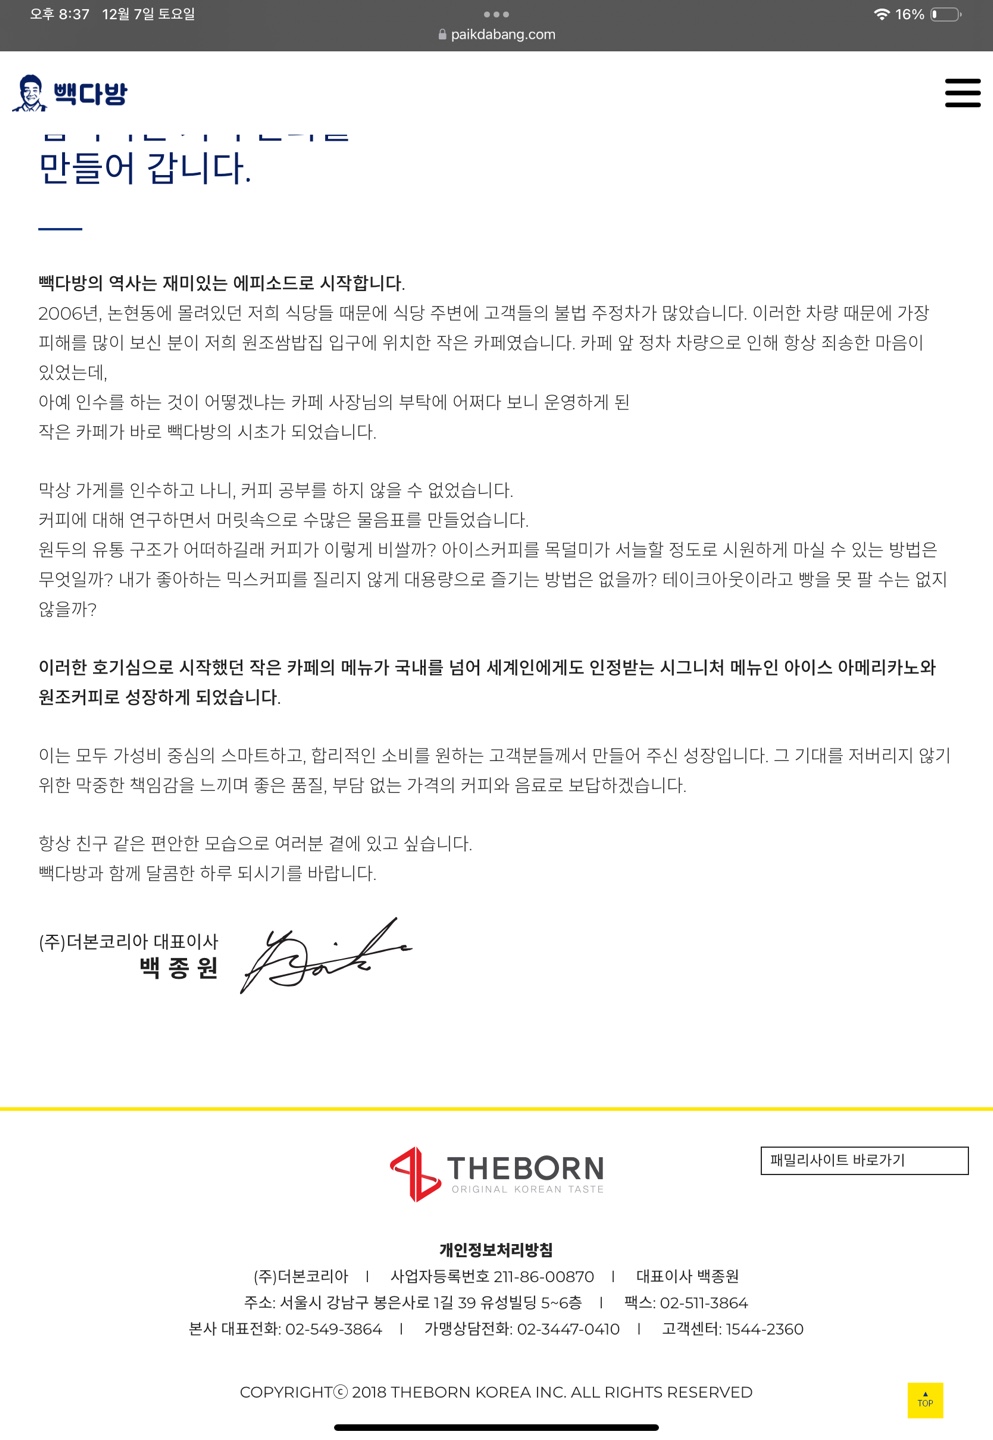 오후 8:37 12월 7일 토요일
16%
paikdabang.com
빽다방
만들어 갑니다.
빽다방의 역사는 재미있는 에피소드로 시작합니다.
2006년, 논현동에 몰려있던 저희 식당들 때문에 식당 주변에 고객들의 불법 주정차가 많았습니다. 이러한 차량 때문에 가장
피해를 많이 보신 분이 저희 원조쌈밥집 입구에 위치한 작은 카페였습니다. 카페 앞 정차 차량으로 인해 항상 죄송한 마음이
있었는데,
아예 인수를 하는 것이 어떻겠냐는 카페 사장님의 부탁에 어쩌다 보니 운영하게 된
작은 카페가 바로 빽다방의 시초가 되었습니다.
막상 가게를 인수하고 나니, 커피 공부를 하지 않을 수 없었습니다.
커피에 대해 연구하면서 머릿속으로 수많은 물음표를 만들었습니다.
원두의 유통 구조가 어떠하길래 커피가 이렇게 비쌀까? 아이스커피를 목덜미가 서늘할 정도로 시원하게 마실 수 있는 방법은
무엇일까? 내가 좋아하는 믹스커피를 질리지 않게 대용량으로 즐기는 방법은 없을까? 테이크아웃이라고 빵을 못 팔 수는 없지
않을까?
이러한 호기심으로 시작했던 작은 카페의 메뉴가 국내를 넘어 세계인에게도 인정받는 시그니처 메뉴인 아이스 아메리카노와
원조커피로 성장하게 되었습니다.
이는 모두 가성비 중심의 스마트하고, 합리적인 소비를 원하는 고객분들께서 만들어 주신 성장입니다. 그 기대를 저버리지 않기
위한 막중한 책임감을 느끼며 좋은 품질, 부담 없는 가격의 커피와 음료로 보답하겠습니다.
항상 친구 같은 편안한 모습으로 여러분 곁에 있고 싶습니다.
빽다방과 함께 달콤한 하루 되시기를 바랍니다.
(주)더본코리아 대표이사
백 종 원
THEBORN
ORIGINAL KOREAN TASTE
패밀리사이트 바로가기
개인정보처리방침
(주)더본코리아 | 사업자등록번호 211-86-00870 | 대표이사 백종원
주소: 서울시 강남구 봉은사로 1길 39 유성빌딩 5~6층 | 팩스: 02-511-3864
본사 대표전화: 02-549-3864 | 가맹상담전화: 02-3447-0410 | 고객센터: 1544-2360
COPYRIGHTⓒ 2018 THEBORN KOREA INC. ALL RIGHTS RESERVED
TOP